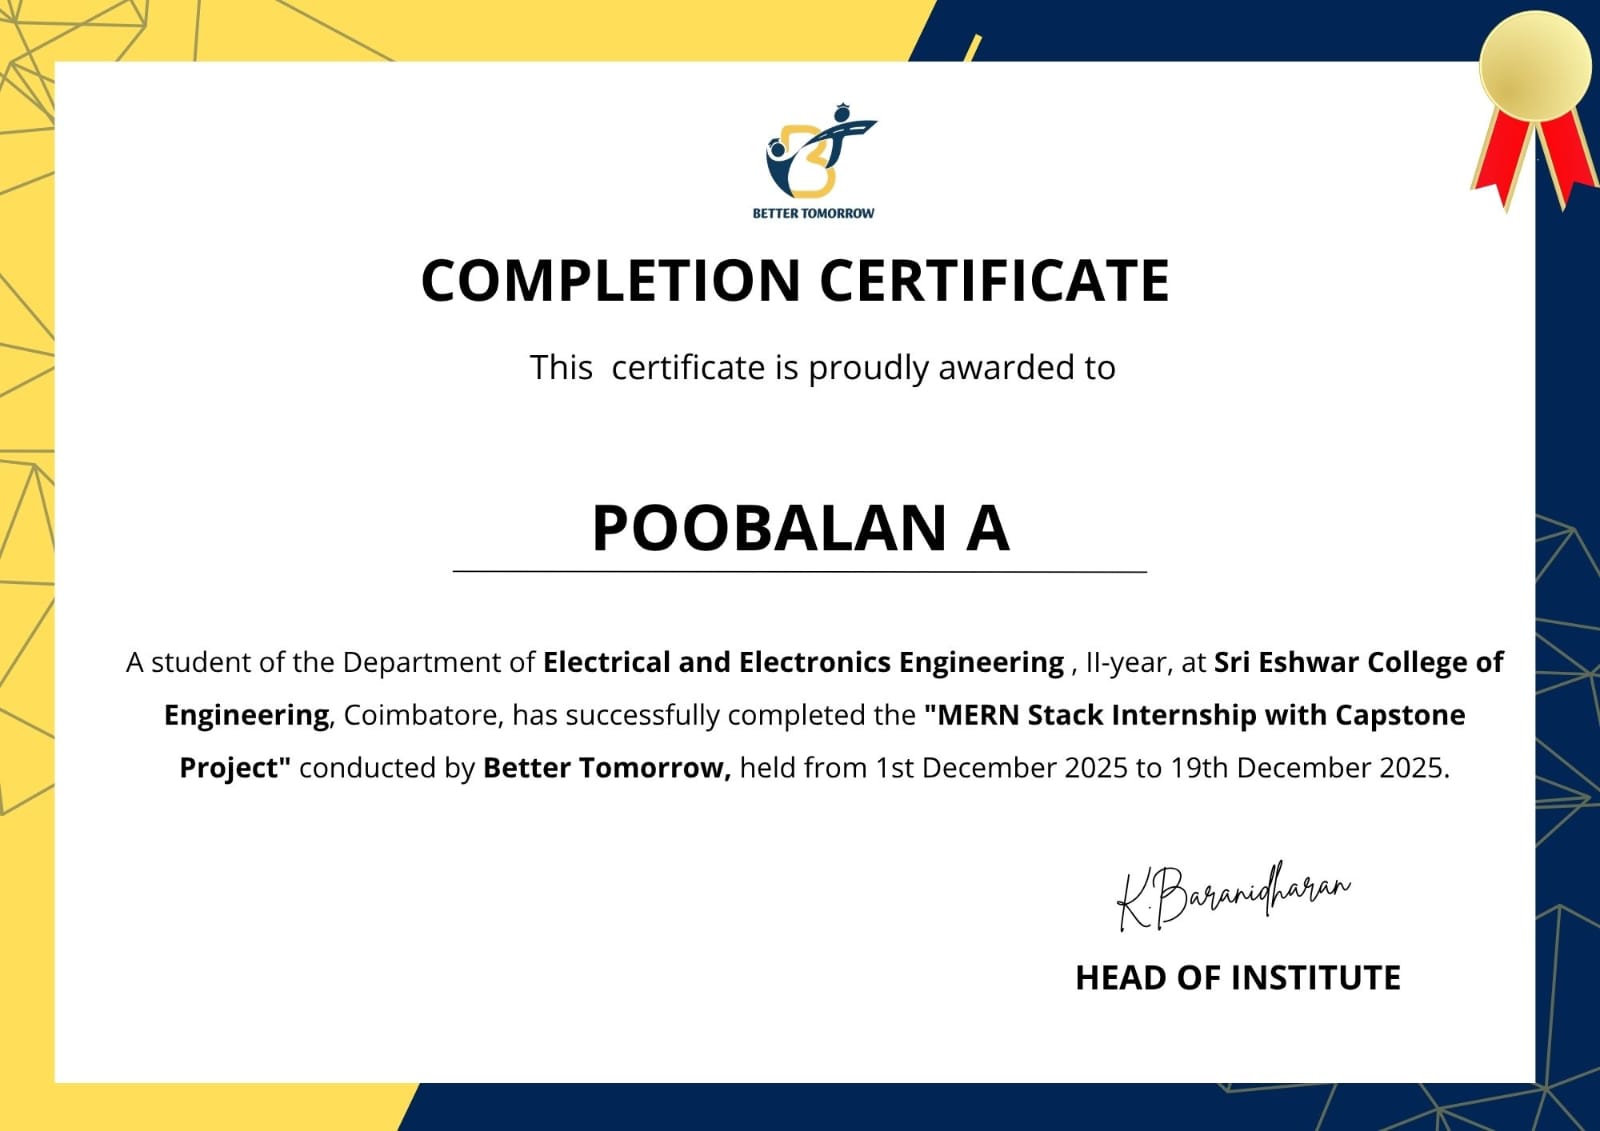 BETTER TOMORROW
COMPLETION CERTIFICATE
This certificate is proudly awarded to
POOBALAN A
A student of the Department of Electrical and Electronics Engineering , II-year, at Sri Eshwar College of
Engineering, Coimbatore, has successfully completed the "MERN Stack Internship with Capstone
Project" conducted by Better Tomorrow, held from 1st December 2025 to 19th December 2025.
K.Baranidharan
HEAD OF INSTITUTE